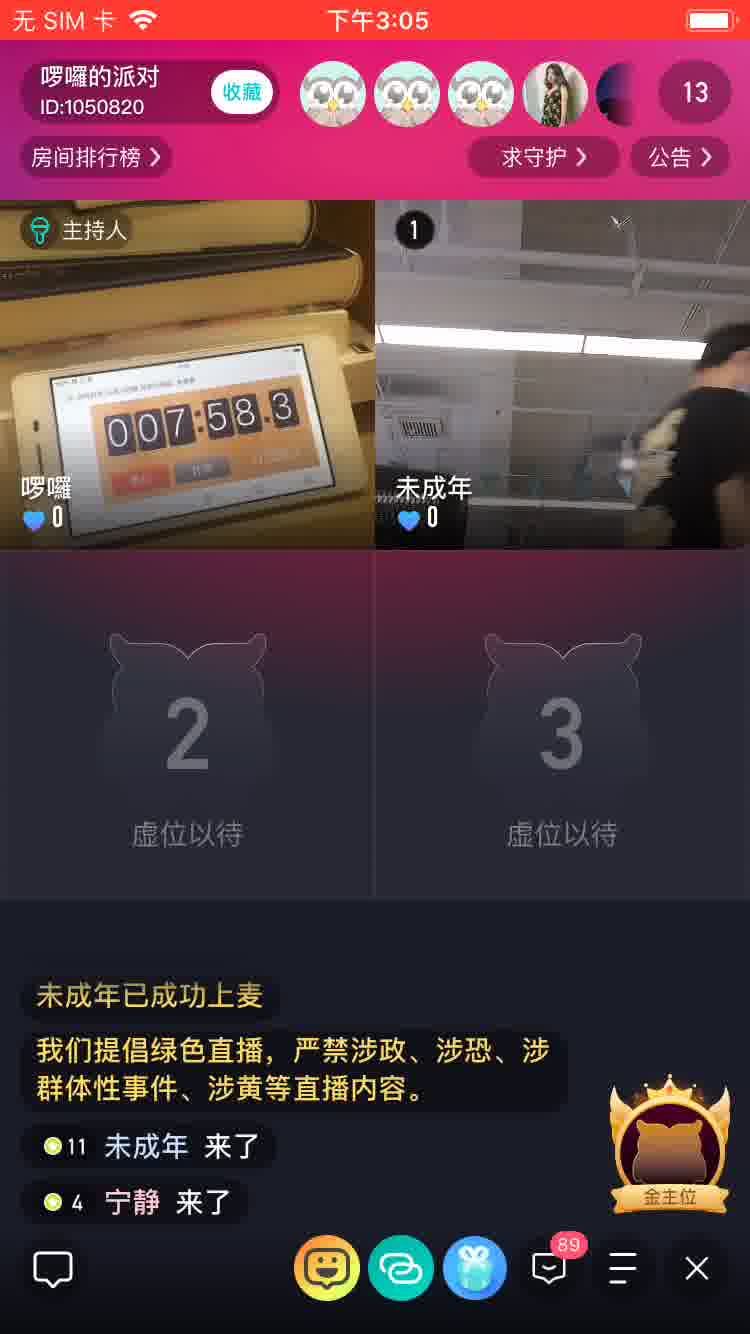 无 SIM 卡
下午3:05
啰囉的派对
ID:1050820
收藏
13
房间排行榜
求守护
公告
主持人
1
007:58.3
啰囉
0
未成年
0
2
3
虚位以待
虚位以待
未成年已成功上麦
我们提倡绿色直播，严禁涉政、涉恐、涉
群体性事件、涉黄等直播内容。
11 未成年 来了
4 宁静 来了
金主位
89